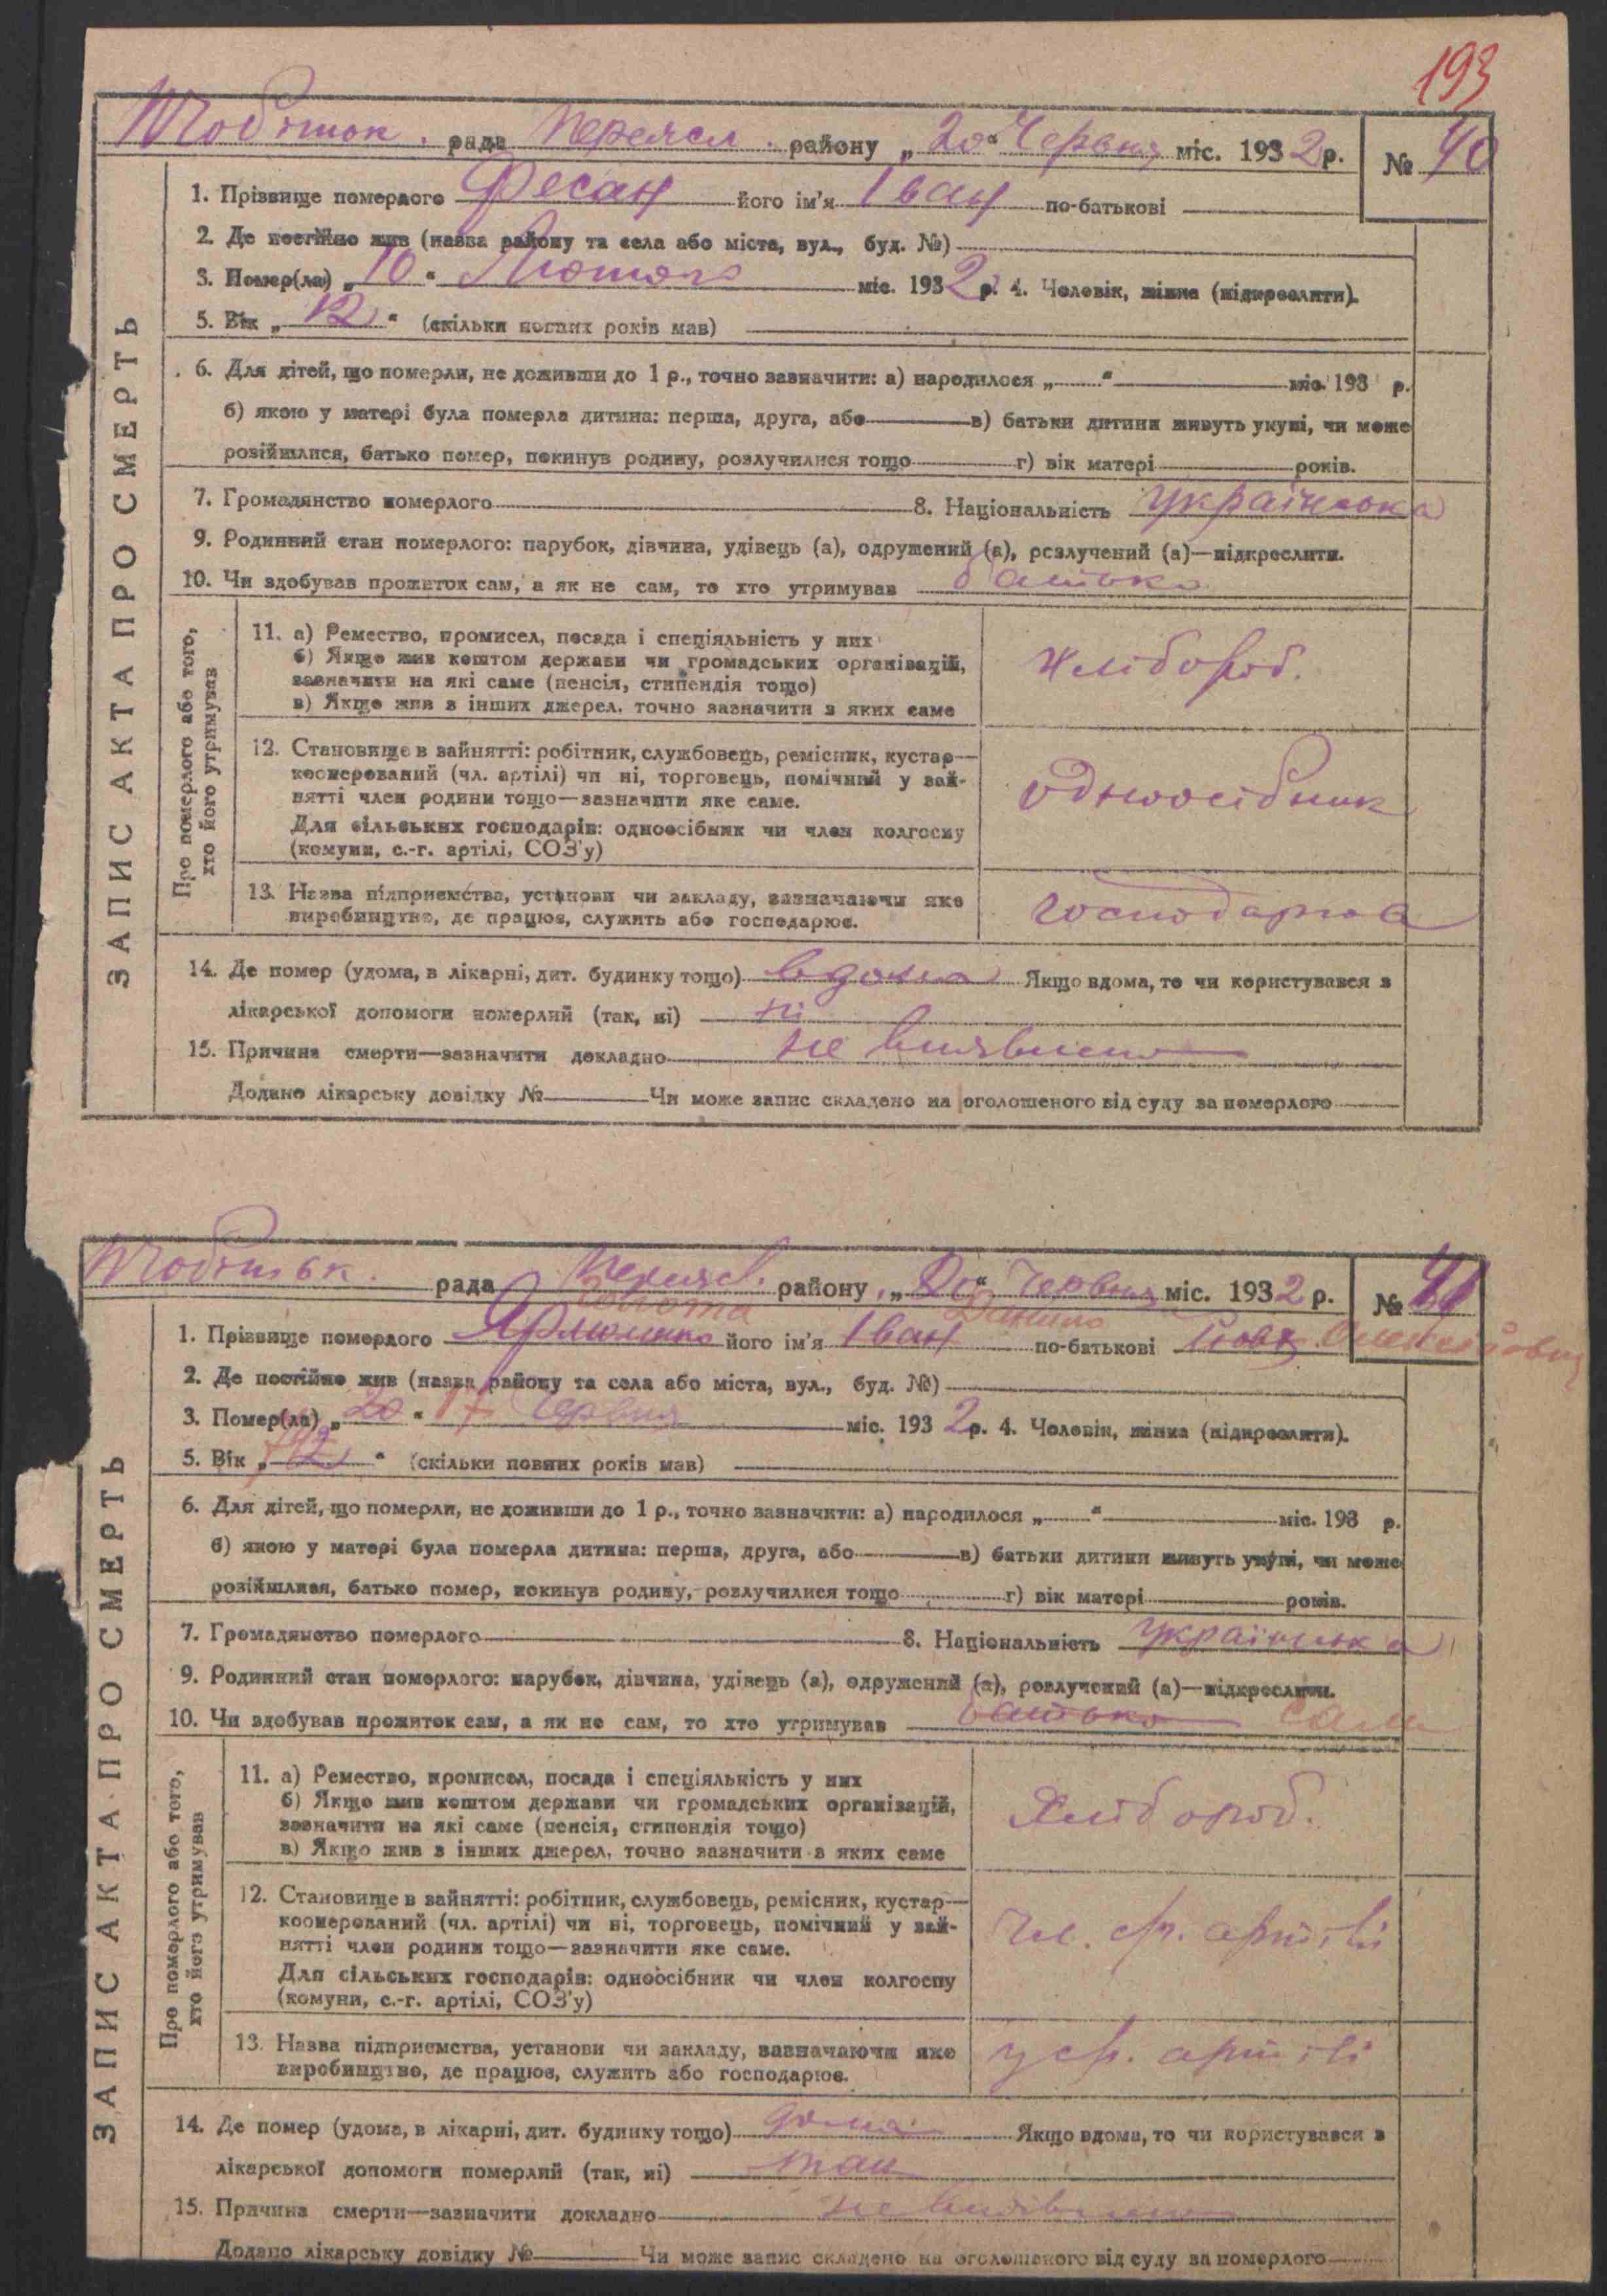 193
рада Переясл. району „20“ Червня міс. 1932 р. № 40
1. Прізвище померлого Фесан його ім'я Іван по-батькові
2. Де постійно жив (назва району та села або міста, вул., буд. №)
3. Помер(ла) „10“ Лютого міс. 1932 р. 4. Чоловік, жінка (підкреслити).
5. Вік „12“ (скільки повних років мав)
6. Для дітей, що померли, не доживши до 1 р., точно зазначити: а) народилося „ “ міс. 193 р.
б) якою у матері була померла дитина: перша, друга, або в) батьки дитини живуть укупі, чи може
розійшлися, батько помер, покинув родину, розлучилися тощо г) вік матері років.
7. Громадянство померлого 8. Національність українська
9. Родинний стан померлого: парубок, дівчина, удівець (а), одружений (а), розлучений (а)—підкреслити.
10. Чи здобував прожиток сам, а як не сам, то хто утримував батько
ЗАПИС АКТА ПРО СМЕРТЬ
Про померлого або того,
хто його утримував
11. а) Ремество, промисел, посада і спеціяльність у них
б) Якщо жив коштом держави чи громадських організацій,
зазначити на які саме (пенсія, стипендія тощо)
в) Якщо жив з інших джерел, точно зазначити з яких саме
хлібороб.
12. Становище в зайнятті: робітник, службовець, ремісник, кустар—
кооперований (чл. артілі) чи ні, торговець, помічний у зай-
нятті член родини тощо—зазначити яке саме.
Для сільських господарів: одноосібник чи член колгоспу
(комуни, с.-г. артілі, СОЗ'у)
одноосібник
13. Назва підприємства, установи чи закладу, зазначаючи яке
виробництво, де працює, служить або господарює.
14. Де помер (удома, в лікарні, дит. будинку тощо) вдома Якщо вдома, то чи користувався з
лікарської допомоги померлий (так, ні) ні
15. Причина смерти—зазначити докладно не виявлено
Додано лікарську довідку № Чи може запис складено на оголошеного від суду за померлого
рада Переясл. району „20“ Червня міс. 1932 р. № 41
Золота Данило
1. Прізвище померлого Ярмоленко його ім'я Іван по-батькові Олексійович
2. Де постійно жив (назва району та села або міста, вул., буд. №)
3. Помер(ла) „20“ 17 Червня міс. 1932 р. 4. Чоловік, жінка (підкреслити).
5. Вік „ “ (скільки повних років мав)
6. Для дітей, що померли, не доживши до 1 р., точно зазначити: а) народилося „ “ міс. 193 р.
б) якою у матері була померла дитина: перша, друга, або в) батьки дитини живуть укупі, чи може
розійшлися, батько помер, покинув родину, розлучилися тощо г) вік матері років.
7. Громадянство померлого 8. Національність українська
9. Родинний стан померлого: парубок, дівчина, удівець (а), одружений (а), розлучений (а)—підкреслити.
10. Чи здобував прожиток сам, а як не сам, то хто утримував батько сам
ЗАПИС АКТА ПРО СМЕРТЬ
Про померлого або того,
хто його утримував
11. а) Ремество, промисел, посада і спеціяльність у них
б) Якщо жив коштом держави чи громадських організацій,
зазначити на які саме (пенсія, стипендія тощо)
в) Якщо жив з інших джерел, точно зазначити з яких саме
Хлібороб.
12. Становище в зайнятті: робітник, службовець, ремісник, кустар—
кооперований (чл. артілі) чи ні, торговець, помічний у зай-
нятті член родини тощо—зазначити яке саме.
Для сільських господарів: одноосібник чи член колгоспу
(комуни, с.-г. артілі, СОЗ'у)
Чл. ср. артілі
13. Назва підприємства, установи чи закладу, зазначаючи яке
виробництво, де працює, служить або господарює.
у ср. артілі
14. Де помер (удома, в лікарні, дит. будинку тощо) дома Якщо вдома, то чи користувався з
лікарської допомоги померлий (так, ні) так
15. Причина смерти—зазначити докладно не виявлено
Додано лікарську довідку № Чи може запис складено на оголошеного від суду за померлого